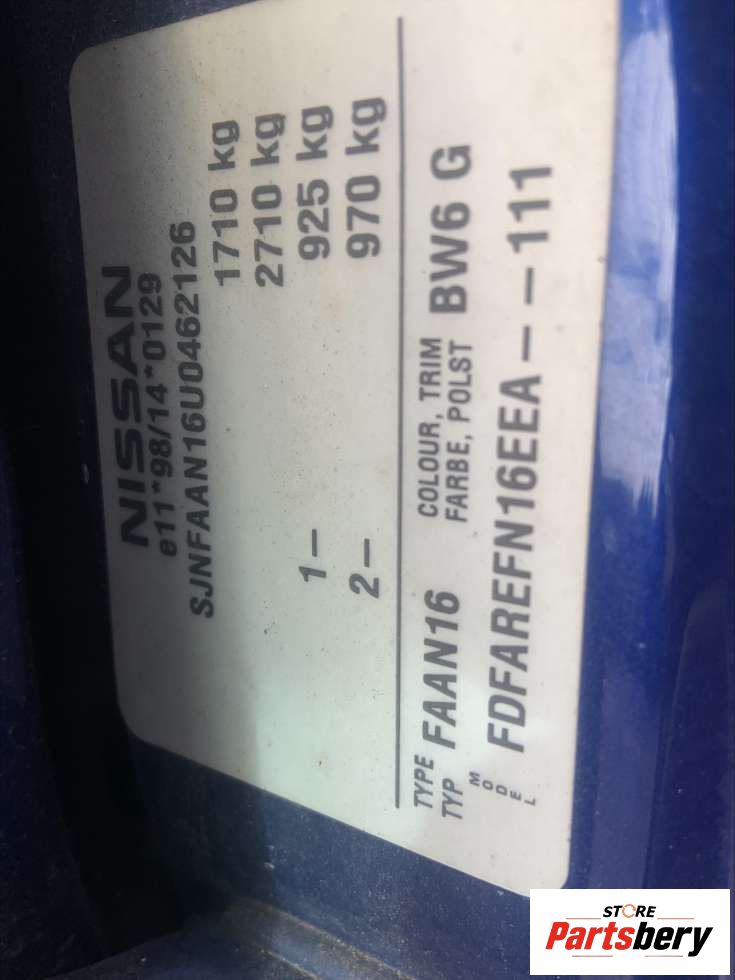 NISSAN
e11*98/14*0129
SJNFAAN16U0462126
1710 kg
2710 kg
1– 925 kg
2– 970 kg
TYPE
TYP
FAAN16
COLOUR, TRIM
FARBE, POLST
BW6 G
MODEL
FDFAREFN16EEA––111
STORE
Partsbery